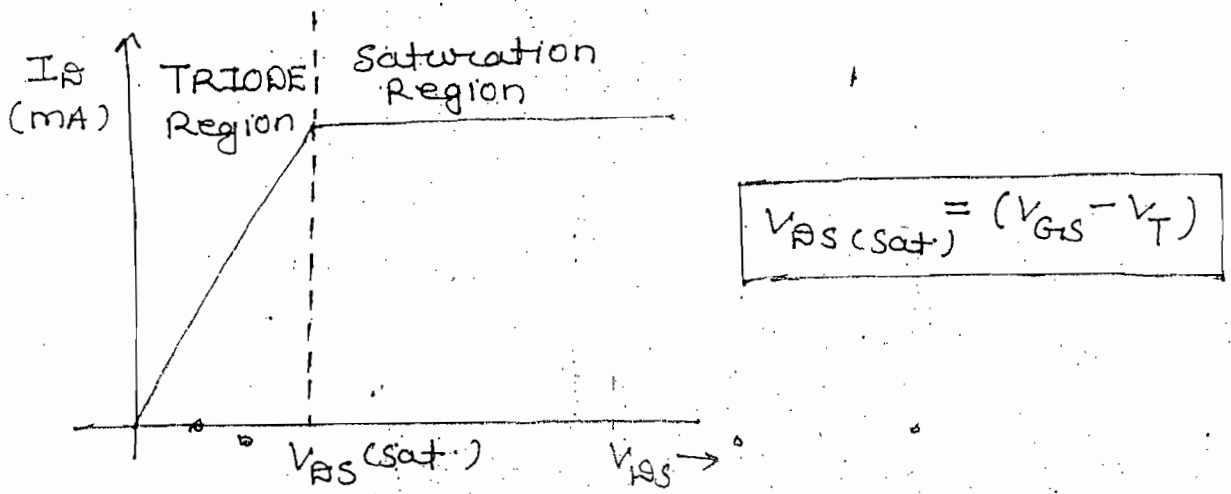 I_D
(mA)
TRIODE
Region
Saturation
Region
V_DS(Sat.) = (V_GS - V_T)
V_DS(Sat.)
V_DS →